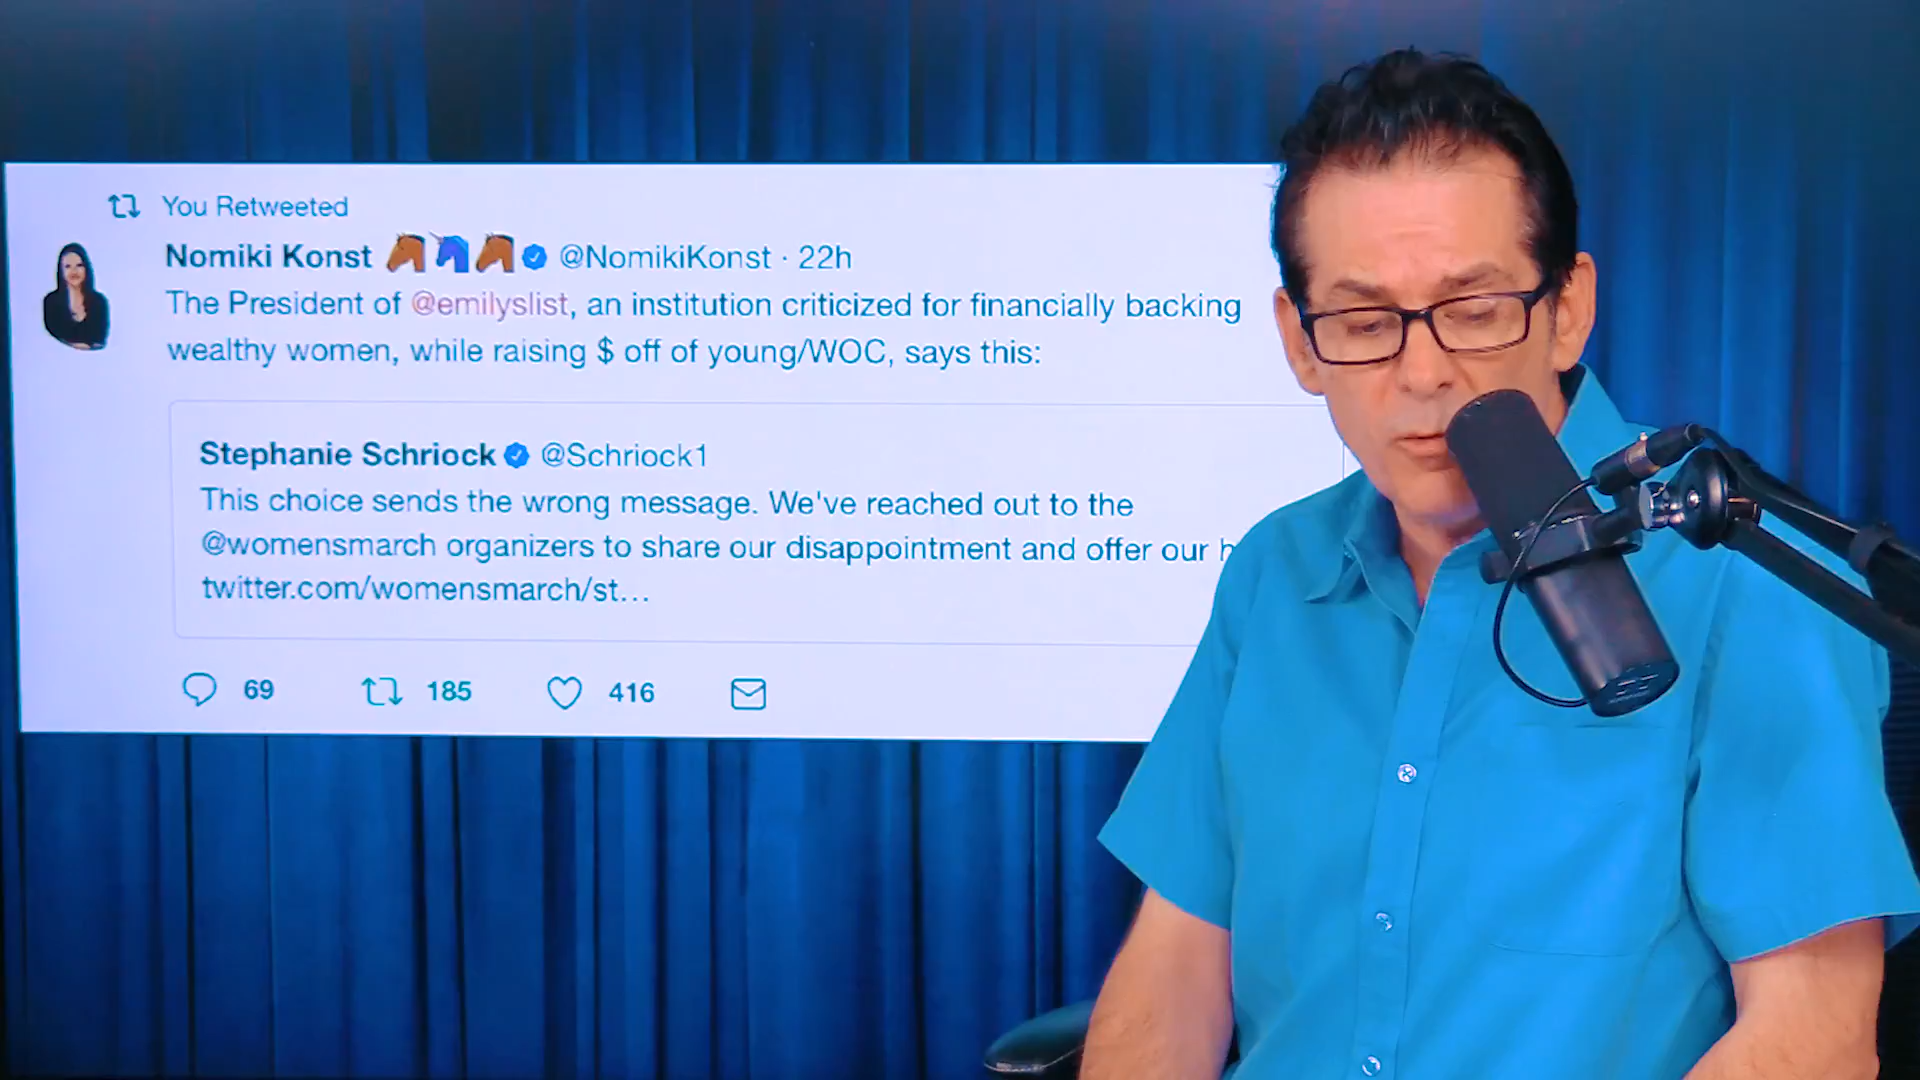 You Retweeted
Nomiki Konst @NomikiKonst · 22h
The President of @emilyslist, an institution criticized for financially backing
wealthy women, while raising $ off of young/WOC, says this:
Stephanie Schriock @Schriock1
This choice sends the wrong message. We've reached out to the
@womensmarch organizers to share our disappointment and offer our h
twitter.com/womensmarch/st...
69 185 416